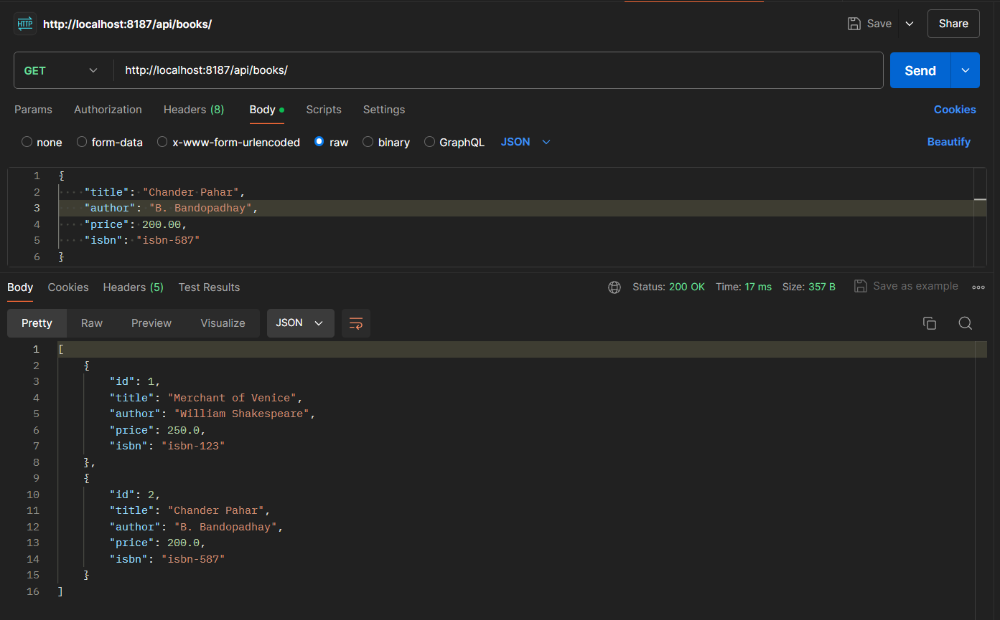 HTTP http://localhost:8187/api/books/ Save Share
GET http://localhost:8187/api/books/ Send
Params Authorization Headers (8) Body Scripts Settings Cookies
none form-data x-www-form-urlencoded raw binary GraphQL JSON Beautify
1 {
2 "title": "Chander Pahar",
3 "author": "B. Bandopadhay",
4 "price": 200.00,
5 "isbn": "isbn-587"
6 }
Body Cookies Headers (5) Test Results Status: 200 OK Time: 17 ms Size: 357 B Save as example
Pretty Raw Preview Visualize JSON
1 [
2 {
3 "id": 1,
4 "title": "Merchant of Venice",
5 "author": "William Shakespeare",
6 "price": 250.0,
7 "isbn": "isbn-123"
8 },
9 {
10 "id": 2,
11 "title": "Chander Pahar",
12 "author": "B. Bandopadhay",
13 "price": 200.0,
14 "isbn": "isbn-587"
15 }
16 ]